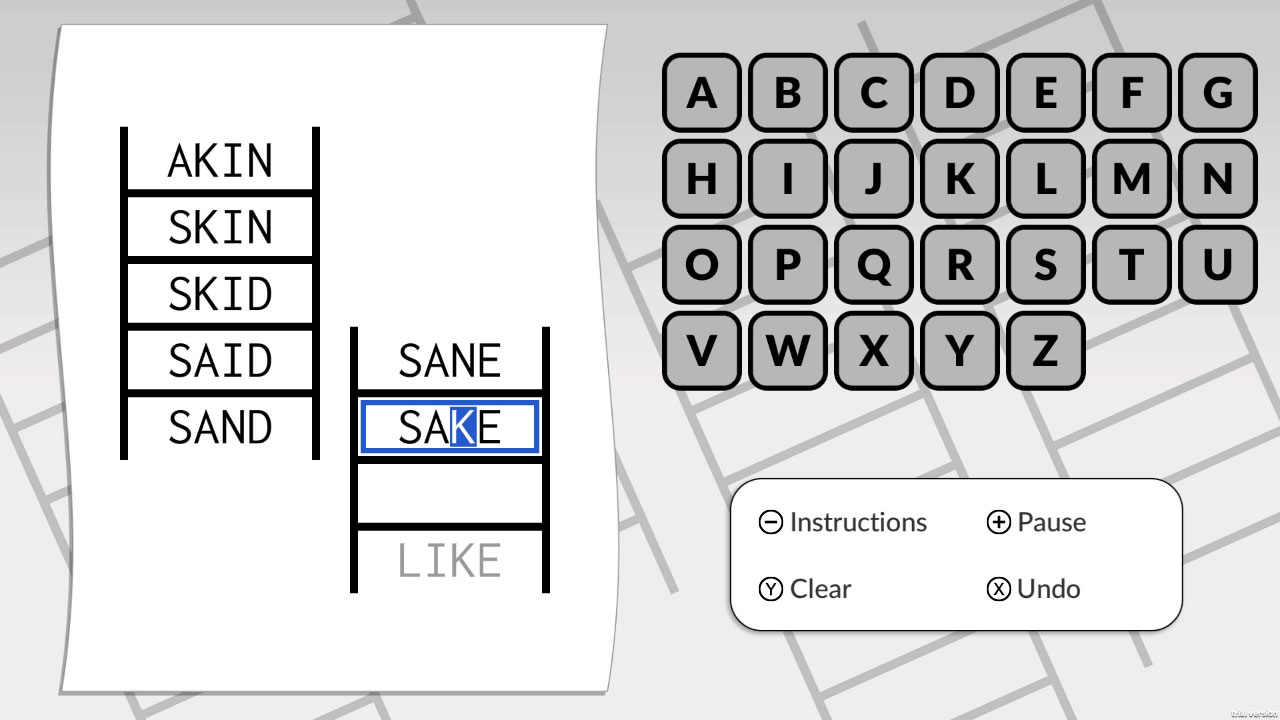 AKIN
SKIN
SKID
SAID
SAND
SANE
SAKE
LIKE
A B C D E F G
H I J K L M N
O P Q R S T U
V W X Y Z
Instructions
+ Pause
Y Clear
X Undo
trial version